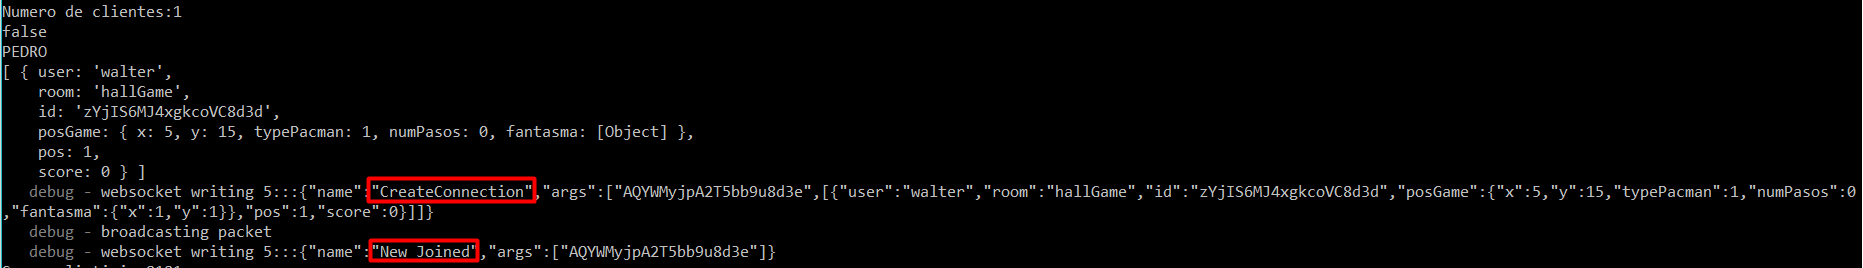 Numero de clientes:1
false
PEDRO
[ { user: 'walter',
room: 'hallGame',
id: 'zYjIS6MJ4xgkcoVC8d3d',
posGame: { x: 5, y: 15, typePacman: 1, numPasos: 0, fantasma: [Object] },
pos: 1,
score: 0 } ]
debug - websocket writing 5:::{"name":"CreateConnection","args":["AQYWMyjpA2T5bb9u8d3e",[{"user":"walter","room":"hallGame","id":"zYjIS6MJ4xgkcoVC8d3d","posGame":{"x":5,"y":15,"typePacman":1,"numPasos":0
,"fantasma":{"x":1,"y":1}},"pos":1,"score":0}]]}
debug - broadcasting packet
debug - websocket writing 5:::{"name":"New Joined","args":["AQYWMyjpA2T5bb9u8d3e"]}